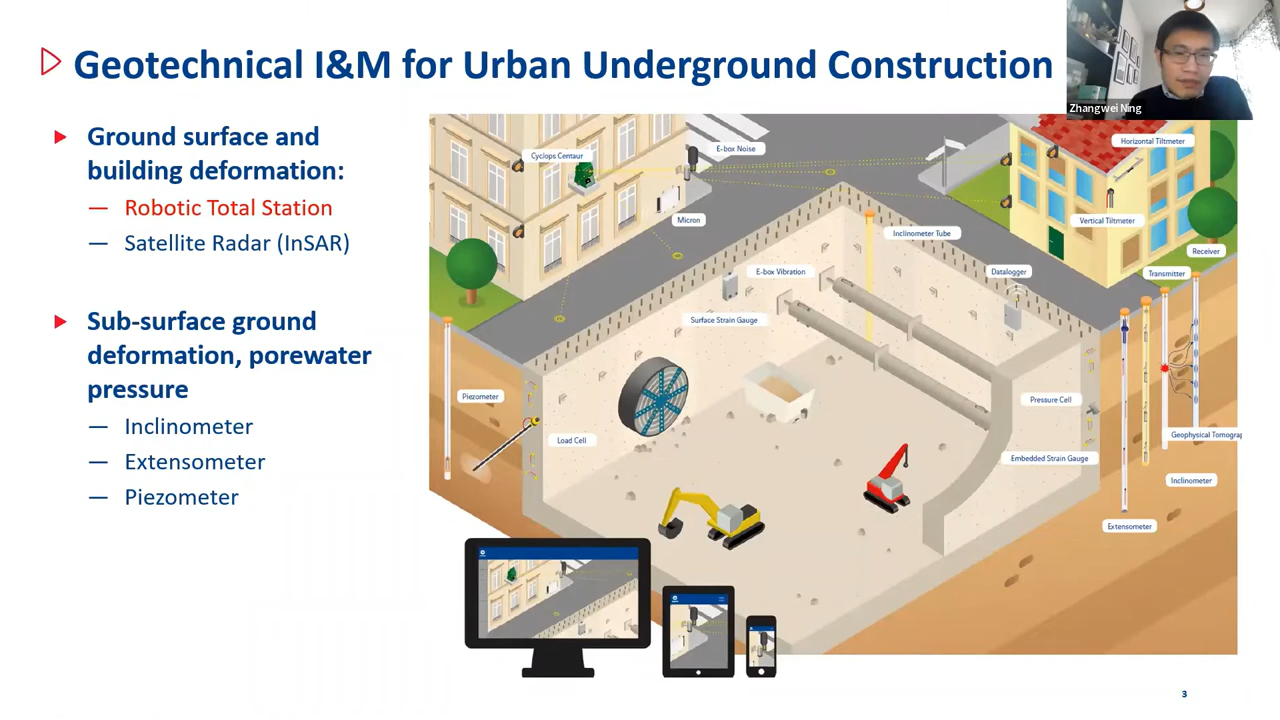 Geotechnical I&M for Urban Underground Construction
Zhangwei Ning
Ground surface and
building deformation:
— Robotic Total Station
— Satellite Radar (InSAR)
Sub-surface ground
deformation, porewater
pressure
— Inclinometer
— Extensometer
— Piezometer
Cyclops Centaur
E-box Noise
Horizontal Tiltmeter
Micron
Vertical Tiltmeter
Inclinometer Tube
Receiver
E-box Vibration
Datalogger
Transmitter
Surface Strain Gauge
Piezometer
Pressure Cell
Load Cell
Geophysical Tomograp
Embedded Strain Gauge
Inclinometer
Extensometer
3